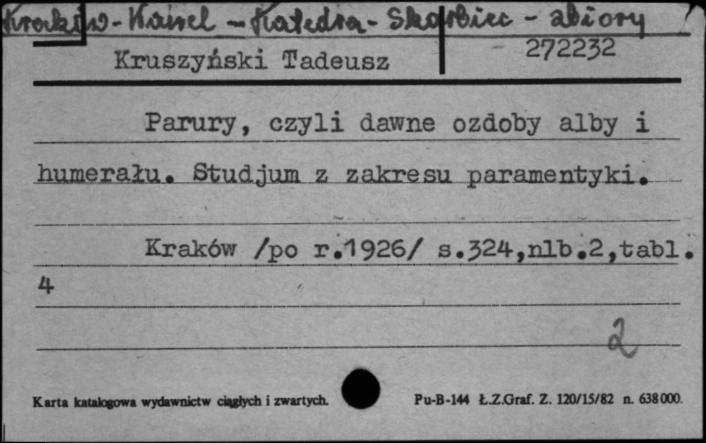 Kraków - Wawel - Katedra - Skarbiec - zbiory
Kruszyński Tadeusz 272232
Parury, czyli dawne ozdoby alby i
humerału. Studjum z zakresu paramentyki.
Kraków /po r.1926/ s.324,nlb.2,tabl.
4
2
Karta katalogowa wydawnictw ciągłych i zwartych. Pu-B-144 Ł.Z.Graf. Z. 120/15/82 n. 638000.